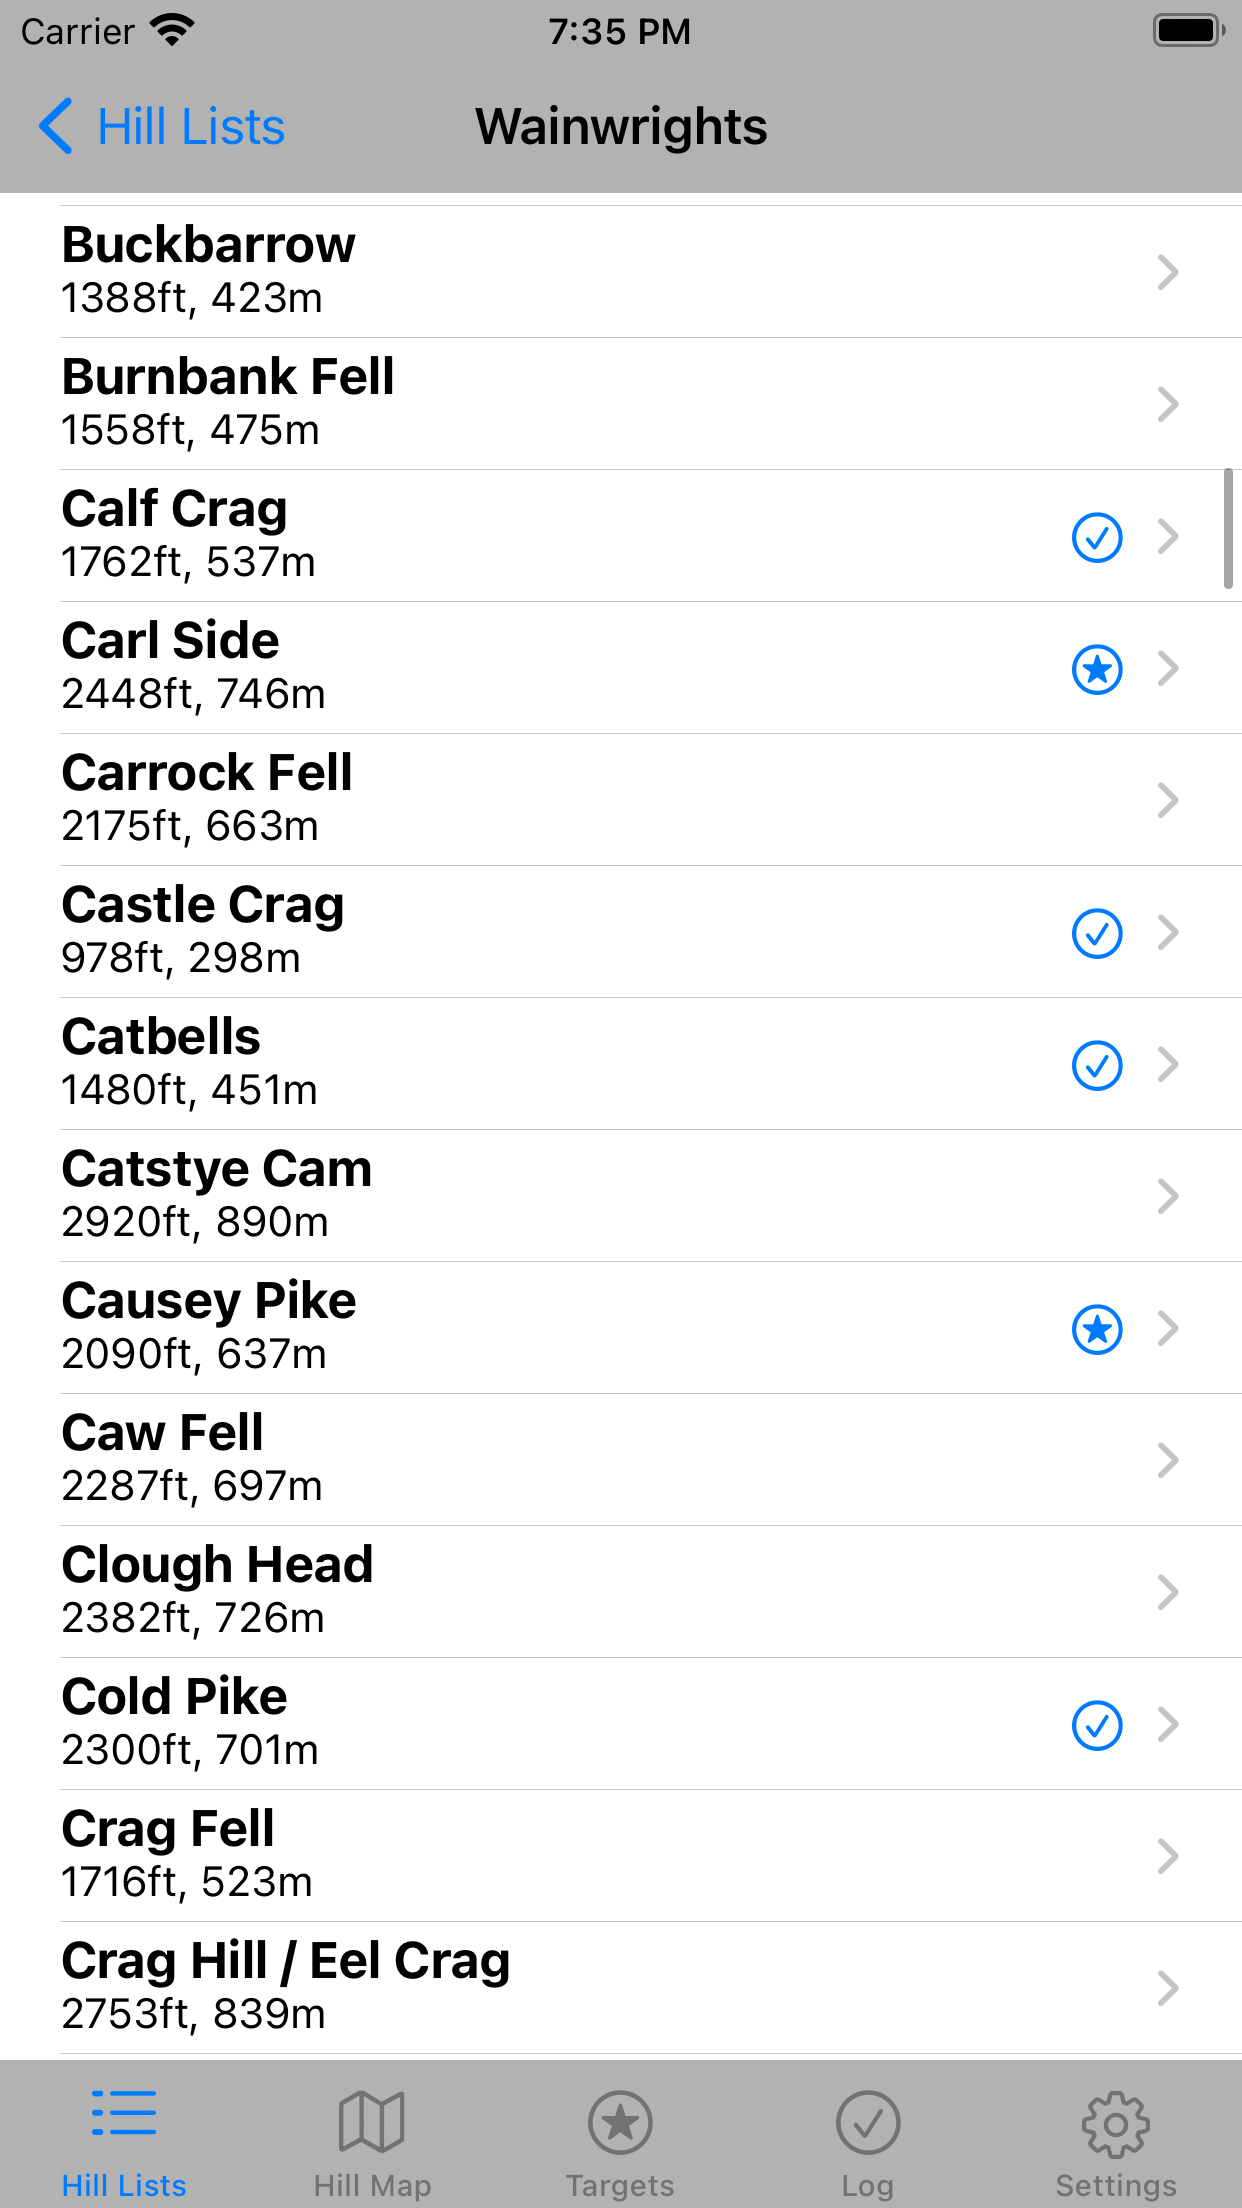 Carrier 7:35 PM
Hill Lists Wainwrights
Buckbarrow
1388ft, 423m
Burnbank Fell
1558ft, 475m
Calf Crag
1762ft, 537m
Carl Side
2448ft, 746m
Carrock Fell
2175ft, 663m
Castle Crag
978ft, 298m
Catbells
1480ft, 451m
Catstye Cam
2920ft, 890m
Causey Pike
2090ft, 637m
Caw Fell
2287ft, 697m
Clough Head
2382ft, 726m
Cold Pike
2300ft, 701m
Crag Fell
1716ft, 523m
Crag Hill / Eel Crag
2753ft, 839m
Hill Lists Hill Map Targets Log Settings